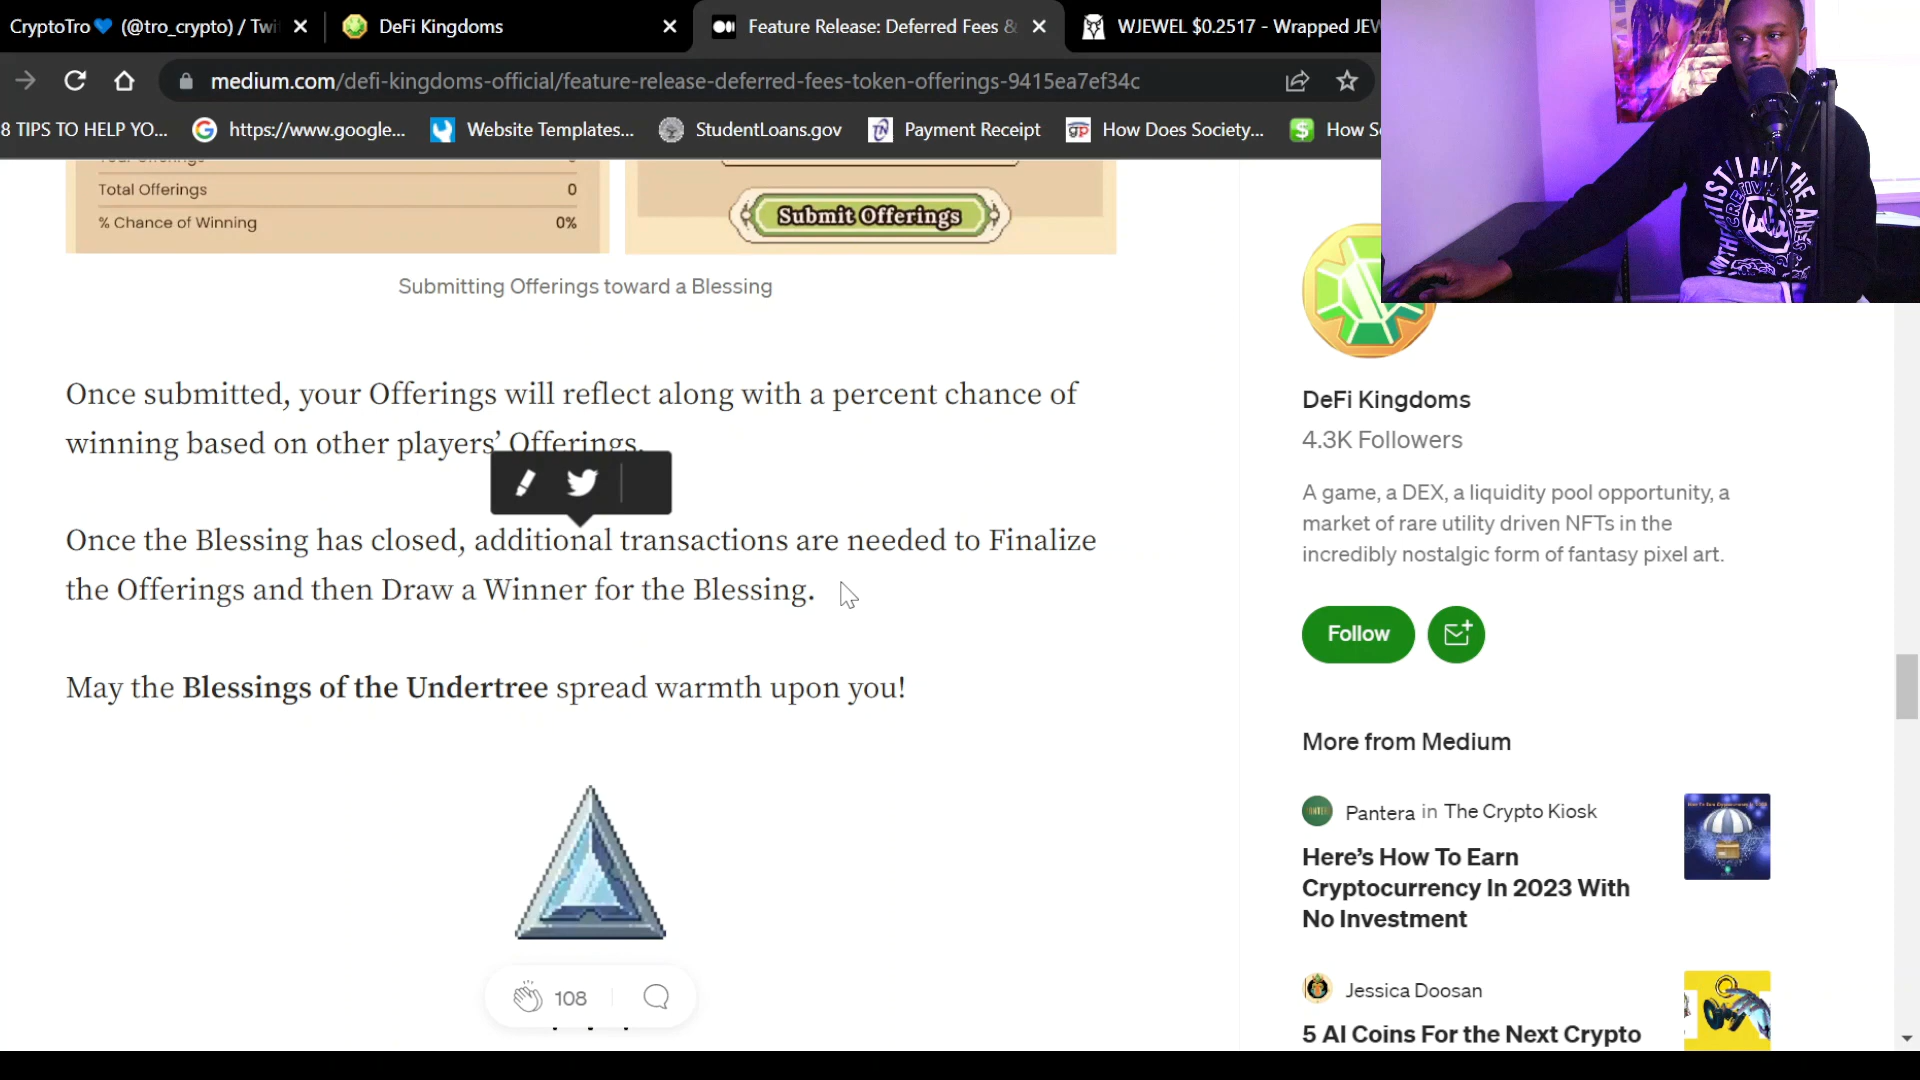 CryptoTro💙 (@tro_crypto) / Twi
DeFi Kingdoms
Feature Release: Deferred Fees &
WJEWEL $0.2517 - Wrapped JEW
medium.com/defi-kingdoms-official/feature-release-deferred-fees-token-offerings-9415ea7ef34c
8 TIPS TO HELP YO...
https://www.google...
Website Templates...
StudentLoans.gov
Payment Receipt
How Does Society...
How S
Total Offerings 0
% Chance of Winning 0%
Submit Offerings
Submitting Offerings toward a Blessing
Once submitted, your Offerings will reflect along with a percent chance of
winning based on other players’ Offerings.
Once the Blessing has closed, additional transactions are needed to Finalize
the Offerings and then Draw a Winner for the Blessing.
May the Blessings of the Undertree spread warmth upon you!
108
DeFi Kingdoms
4.3K Followers
A game, a DEX, a liquidity pool opportunity, a
market of rare utility driven NFTs in the
incredibly nostalgic form of fantasy pixel art.
Follow
More from Medium
Pantera in The Crypto Kiosk
Here’s How To Earn
Cryptocurrency In 2023 With
No Investment
Jessica Doosan
5 AI Coins For the Next Crypto